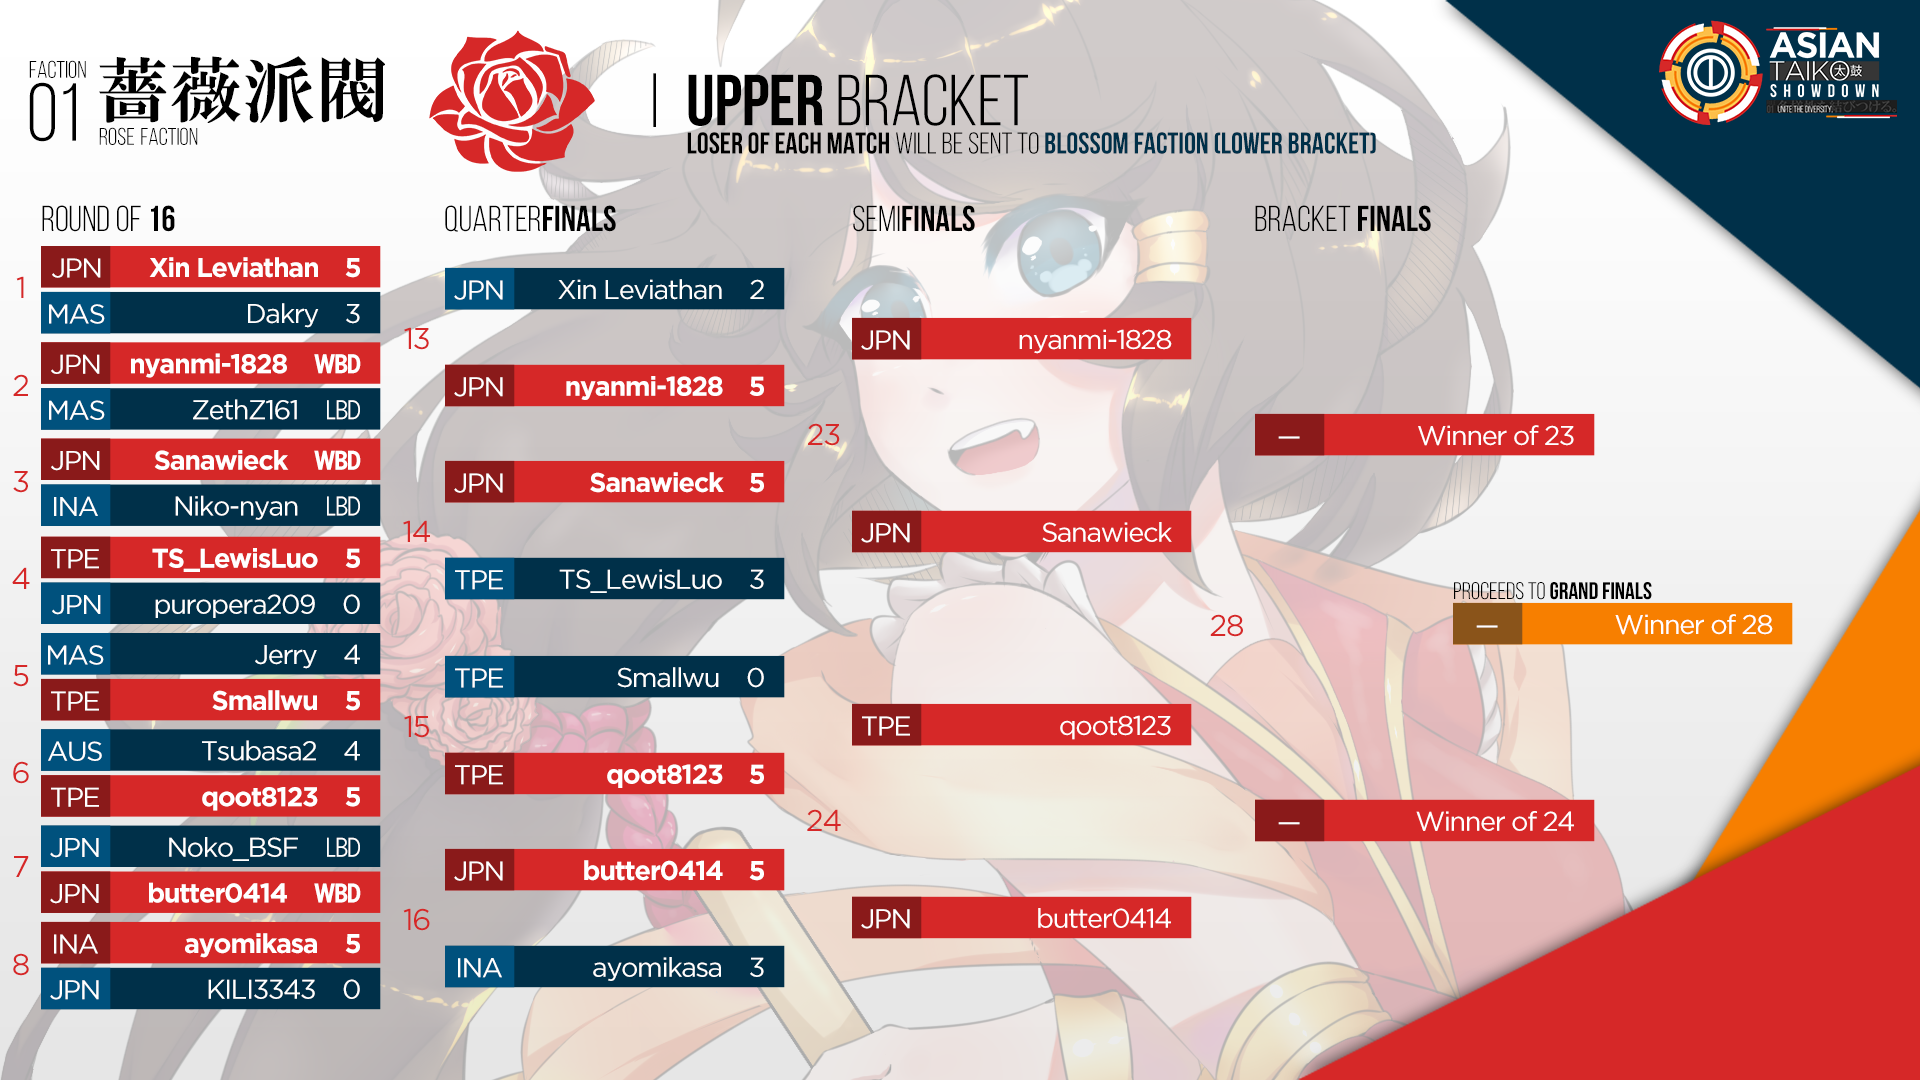 FACTION
01
薔薇派閥
ROSE FACTION
UPPER BRACKET
LOSER OF EACH MATCH WILL BE SENT TO BLOSSOM FACTION (LOWER BRACKET)
ASIAN
TAIKO 太鼓
SHOWDOWN
UNITE THE DIVERSITY
ROUND OF 16
1
JPN Xin Leviathan 5
MAS Dakry 3
2
JPN nyanmi-1828 WBD
MAS ZethZ161 LBD
3
JPN Sanawieck WBD
INA Niko-nyan LBD
4
TPE TS_LewisLuo 5
JPN puropera209 0
5
MAS Jerry 4
TPE Smallwu 5
6
AUS Tsubasa2 4
TPE qoot8123 5
7
JPN Noko_BSF LBD
JPN butter0414 WBD
8
INA ayomikasa 5
JPN KILI3343 0
QUARTERFINALS
JPN Xin Leviathan 2
13
JPN nyanmi-1828 5
JPN Sanawieck 5
14
TPE TS_LewisLuo 3
TPE Smallwu 0
15
TPE qoot8123 5
JPN butter0414 5
16
INA ayomikasa 3
SEMIFINALS
JPN nyanmi-1828
23
JPN Sanawieck
TPE qoot8123
24
JPN butter0414
BRACKET FINALS
— Winner of 23
28
— Winner of 24
PROCEEDS TO GRAND FINALS
— Winner of 28